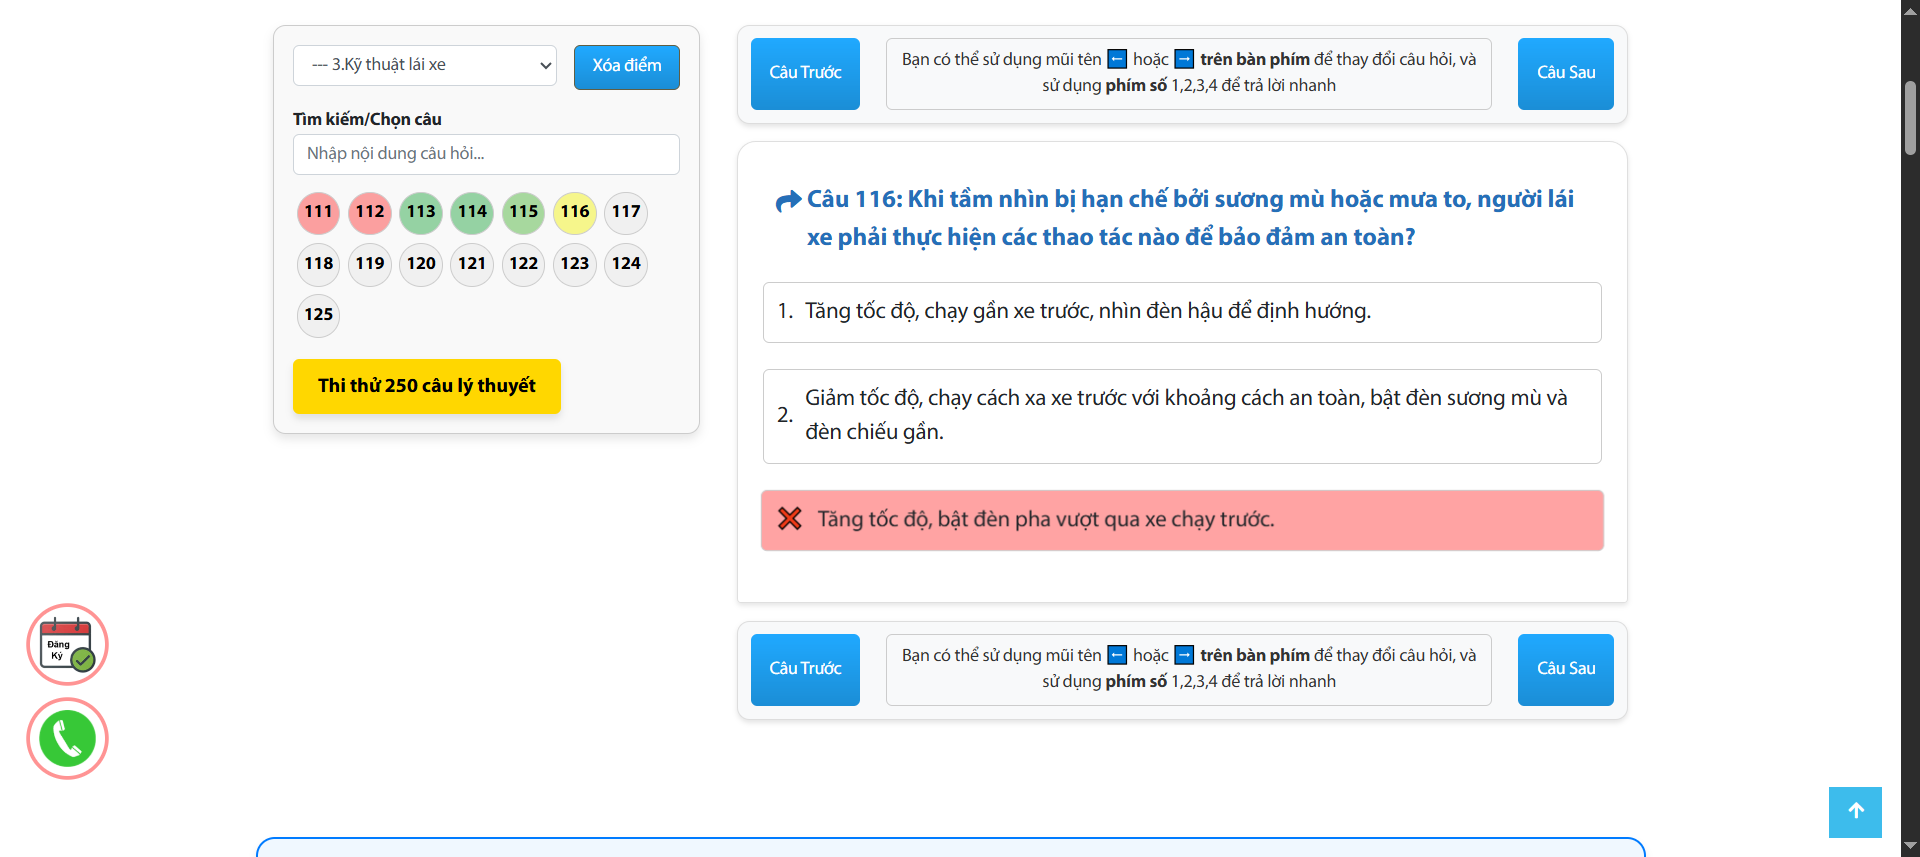 --- 3.Kỹ thuật lái xe
Xóa điểm
Tìm kiếm/Chọn câu
Nhập nội dung câu hỏi...
111 112 113 114 115 116 117
118 119 120 121 122 123 124
125
Thi thử 250 câu lý thuyết
Đăng
Ký
Câu Trước
Bạn có thể sử dụng mũi tên ← hoặc → trên bàn phím để thay đổi câu hỏi, và
sử dụng phím số 1,2,3,4 để trả lời nhanh
Câu Sau
Câu 116: Khi tầm nhìn bị hạn chế bởi sương mù hoặc mưa to, người lái
xe phải thực hiện các thao tác nào để bảo đảm an toàn?
1. Tăng tốc độ, chạy gần xe trước, nhìn đèn hậu để định hướng.
2. Giảm tốc độ, chạy cách xa xe trước với khoảng cách an toàn, bật đèn sương mù và
đèn chiếu gần.
Tăng tốc độ, bật đèn pha vượt qua xe chạy trước.
Câu Trước
Bạn có thể sử dụng mũi tên ← hoặc → trên bàn phím để thay đổi câu hỏi, và
sử dụng phím số 1,2,3,4 để trả lời nhanh
Câu Sau